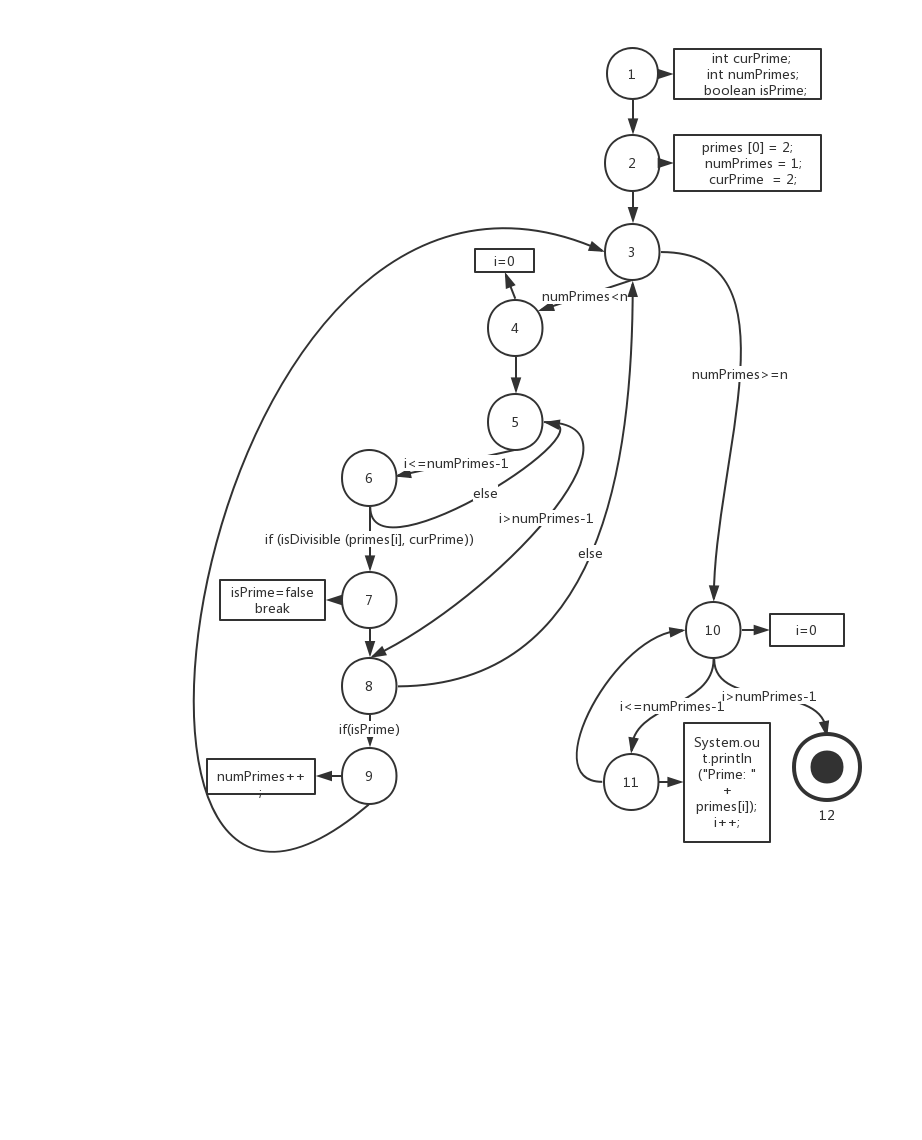 1
int curPrime;
int numPrimes;
boolean isPrime;
2
primes [0] = 2;
numPrimes = 1;
curPrime  = 2;
3
i=0
numPrimes<n
4
numPrimes>=n
5
i<=numPrimes-1
6
else
i>numPrimes-1
if (isDivisible (primes[i], curPrime))
else
isPrime=false
break
7
8
10
i=0
if(isPrime)
i<=numPrimes-1
i>numPrimes-1
numPrimes++
;
9
11
System.ou
t.println
("Prime: "
+
primes[i]);
i++;
12